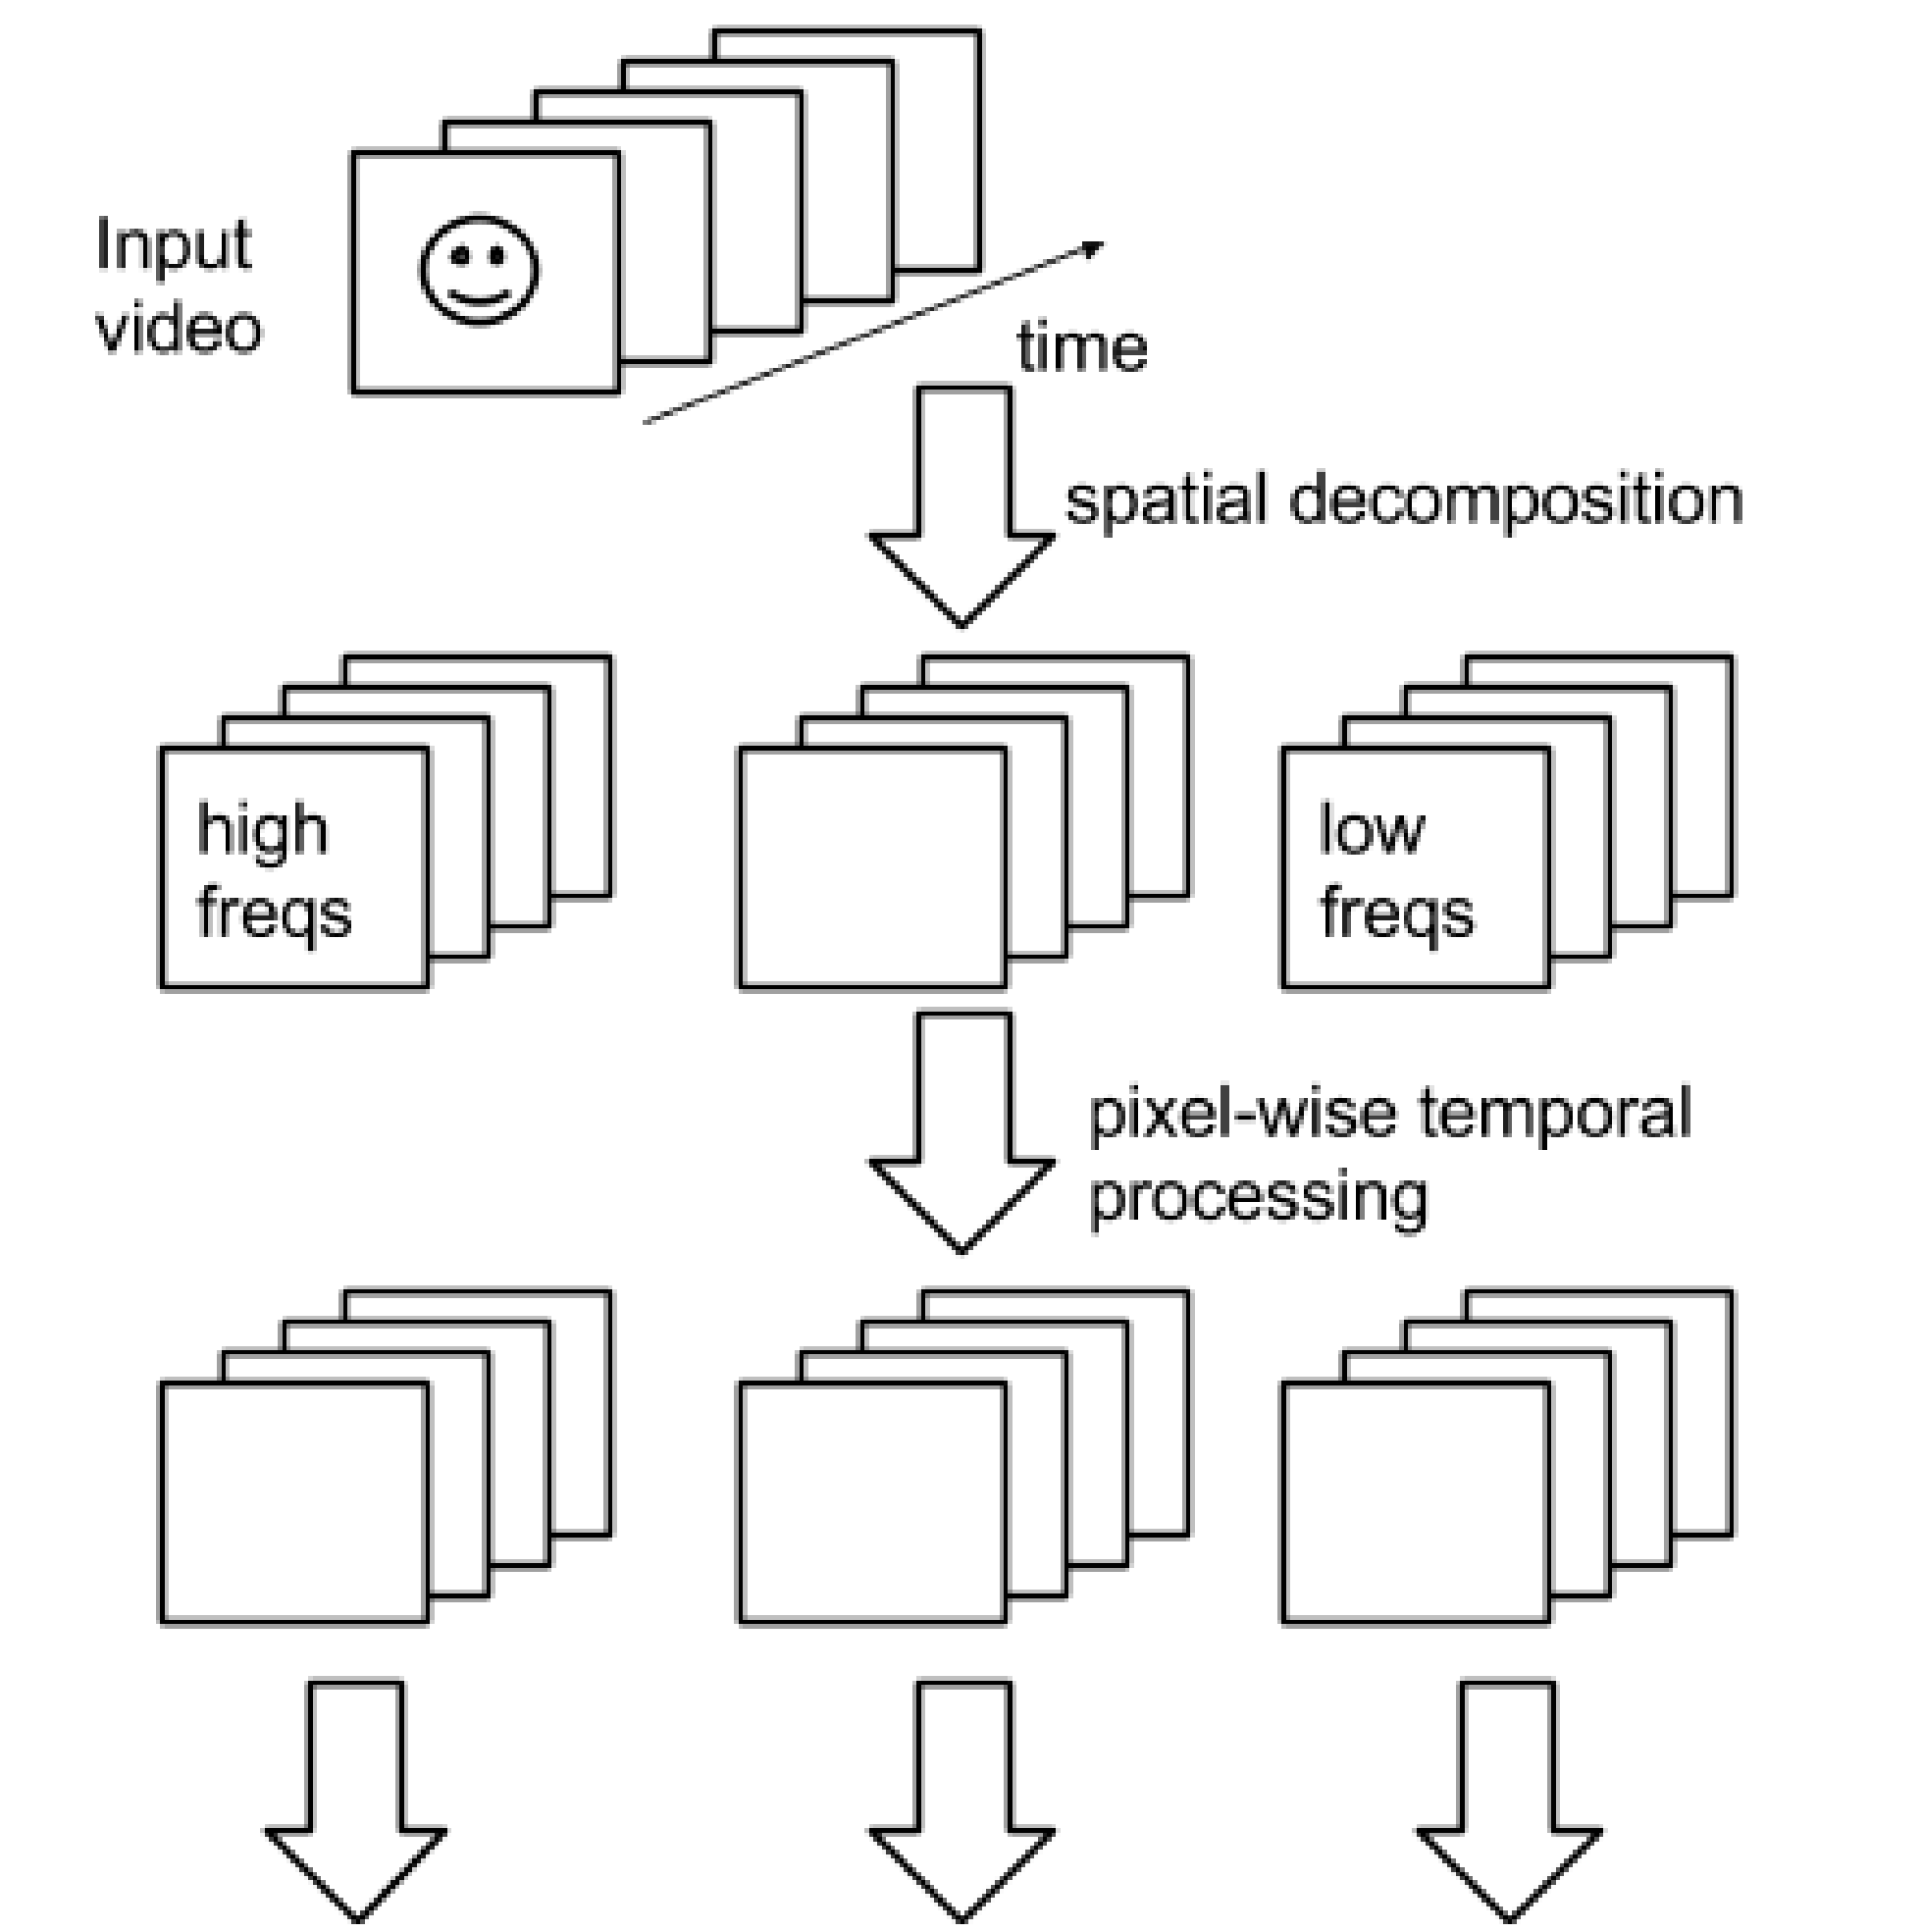 Input
video
time
spatial decomposition
high
freqs
low
freqs
pixel-wise temporal
processing